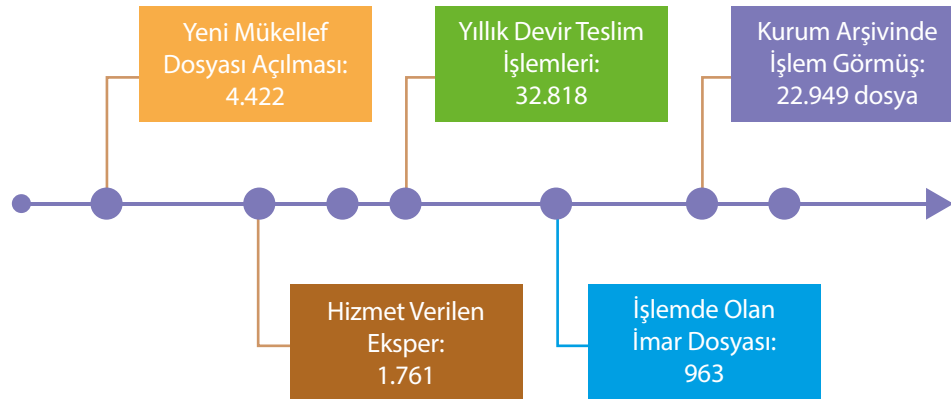 Yeni Mükellef
Dosyası Açılması:
4.422
Yıllık Devir Teslim
İşlemleri:
32.818
Kurum Arşivinde
İşlem Görmüş:
22.949 dosya
Hizmet Verilen
Eksper:
1.761
İşlemde Olan
İmar Dosyası:
963